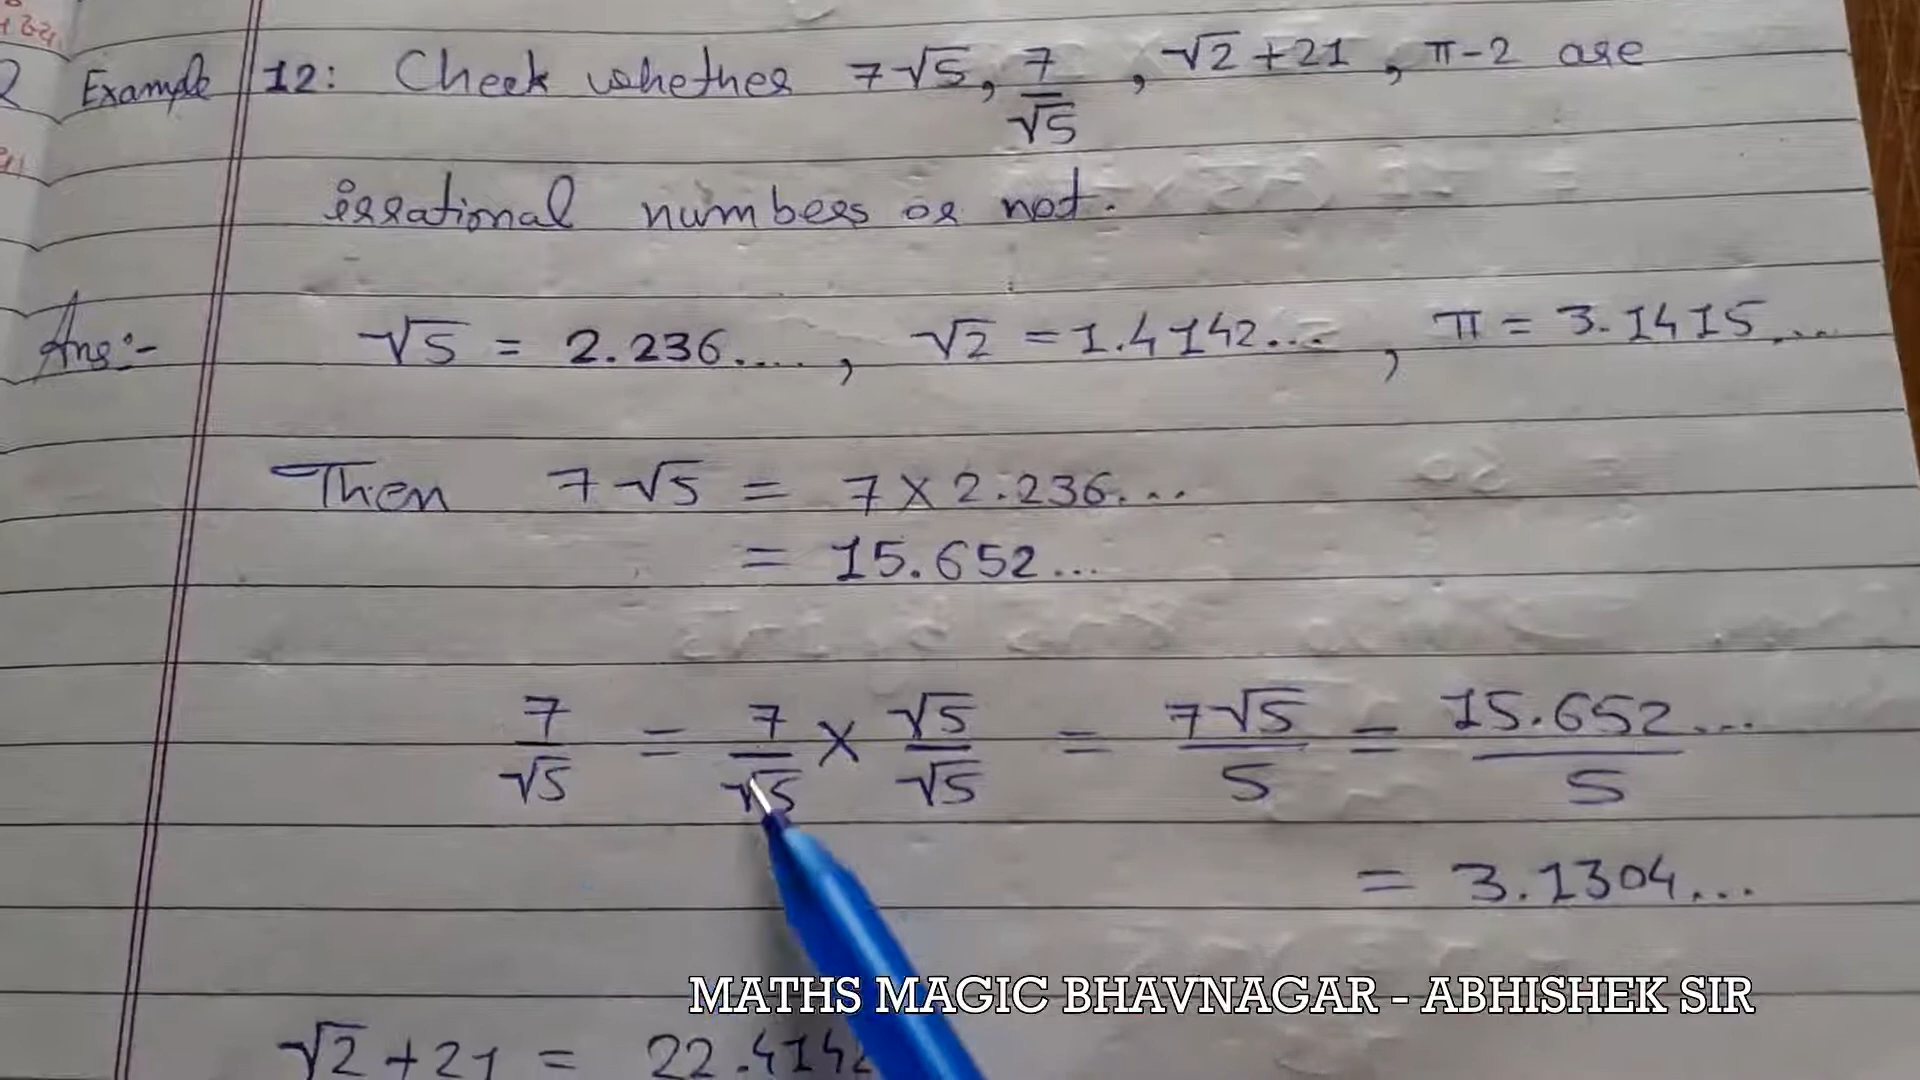 Example 12: Check whether 7√5, 7/√5, √2+21, π-2 are
irrational numbers or not.
Ans:- √5 = 2.236...., √2 = 1.4142..., π = 3.1415...
Then 7√5 = 7×2.236...
= 15.652...
7/√5 = 7/√5 × √5/√5 = 7√5/5 = 15.652.../5
= 3.1304...
MATHS MAGIC BHAVNAGAR - ABHISHEK SIR
√2+21 = 22.4142